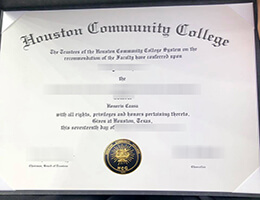 Houston Community College
The Trustees of the Houston Community College System on the
recommendation of the Faculty have conferred upon
the
Honoris Causa
with all rights, privileges and honors pertaining thereto,
Given at Houston, Texas,
this seventeenth day of
Chairman, Board of Trustees
Chancellor